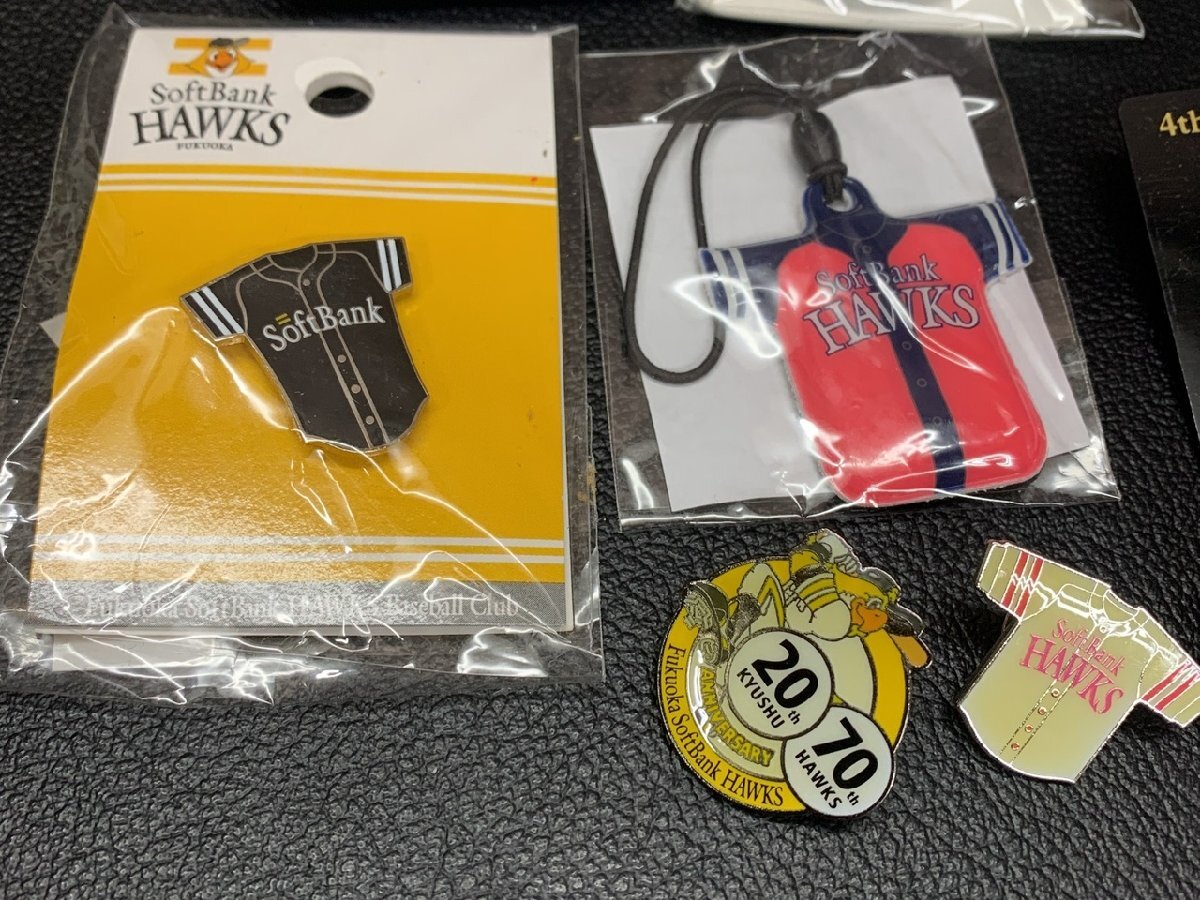 SoftBank
HAWKS
FUKUOKA
SoftBank
Fukuoka SoftBank HAWKS Baseball Club
SoftBank
HAWKS
4th
20th
KYUSHU
70th
HAWKS
ANNIVERSARY
Fukuoka SoftBank HAWKS
SoftBank
HAWKS